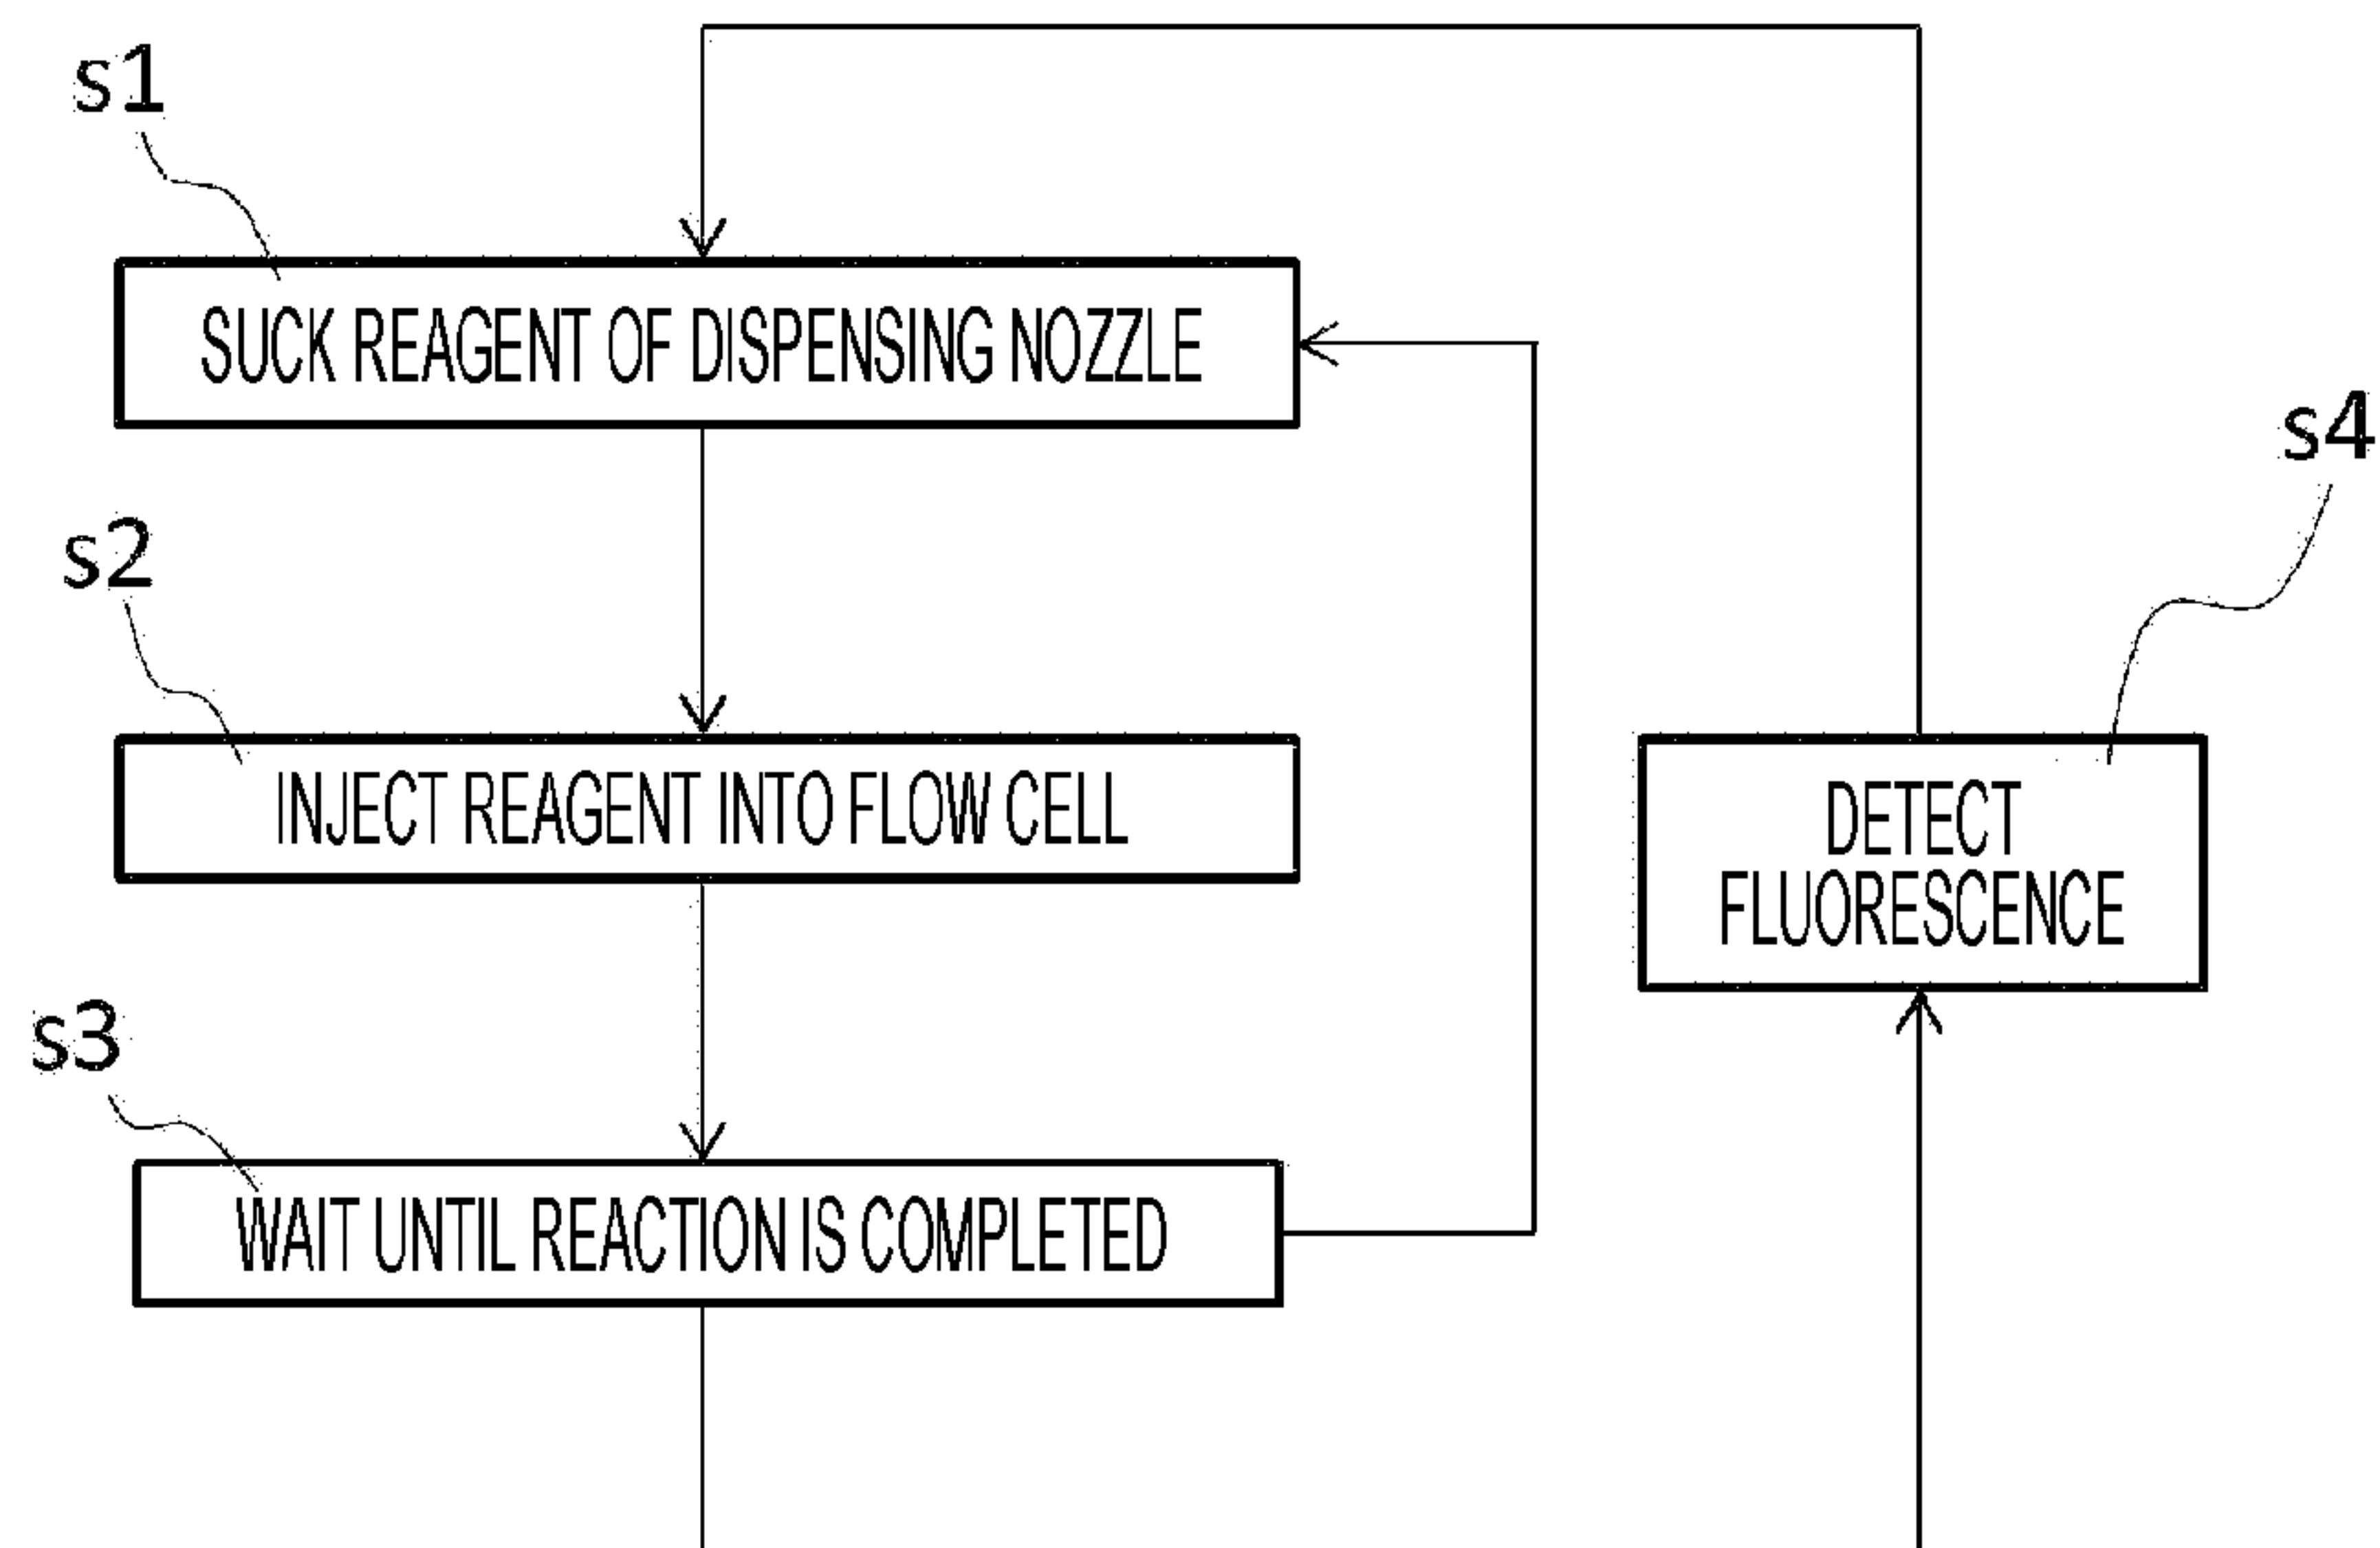 s1
SUCK REAGENT OF DISPENSING NOZZLE
s4
s2
INJECT REAGENT INTO FLOW CELL
DETECT
FLUORESCENCE
s3
WAIT UNTIL REACTION IS COMPLETED